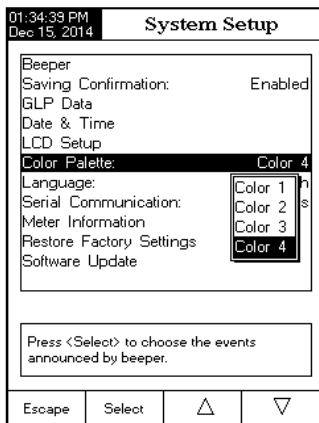 01:34:39 PM
Dec 15, 2014
System Setup
Beeper
Saving Confirmation: Enabled
GLP Data
Date & Time
LCD Setup
Color Palette: Color 4
Language: h
Serial Communication: s
Meter Information
Restore Factory Settings
Software Update
Color 1
Color 2
Color 3
Color 4
Press <Select> to choose the events
announced by beeper.
Escape Select